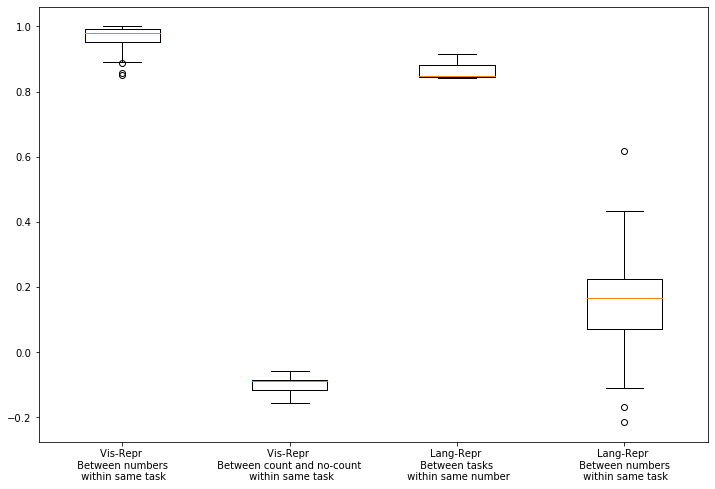 1.0
0.8
0.6
0.4
0.2
0.0
−0.2
Vis-Repr
Between numbers
within same task
Vis-Repr
Between count and no-count
within same task
Lang-Repr
Between tasks
within same number
Lang-Repr
Between numbers
within same task